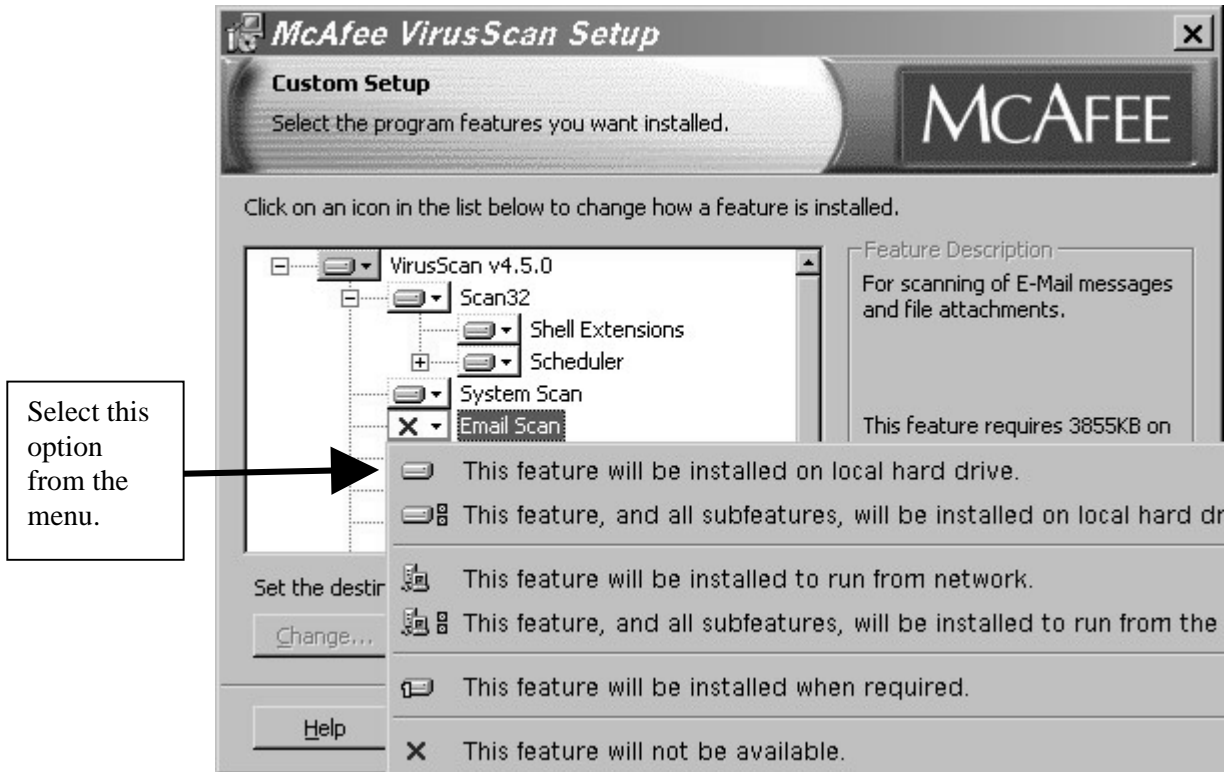 McAfee VirusScan Setup
Custom Setup
Select the program features you want installed.
McAfee
Click on an icon in the list below to change how a feature is installed.
VirusScan v4.5.0
Scan32
Shell Extensions
Scheduler
System Scan
Email Scan
Feature Description
For scanning of E-Mail messages
and file attachments.
This feature requires 3855KB on
Select this
option
from the
menu.
This feature will be installed on local hard drive.
This feature, and all subfeatures, will be installed on local hard dr
This feature will be installed to run from network.
This feature, and all subfeatures, will be installed to run from the
This feature will be installed when required.
This feature will not be available.
Set the destin
Change...
Help